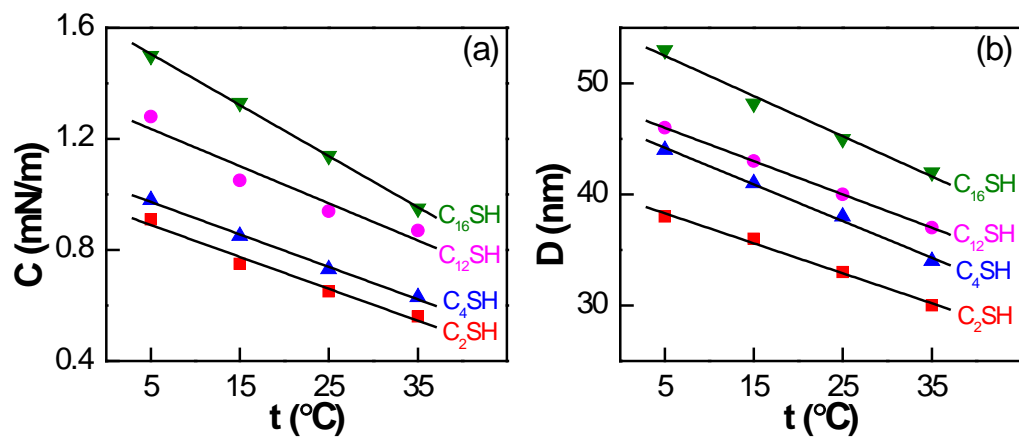 (a)
C (mN/m)
1.6
1.2
0.8
0.4
C₁₆SH
C₁₂SH
C₄SH
C₂SH
5 15 25 35
t (°C)
(b)
D (nm)
50
40
30
C₁₆SH
C₁₂SH
C₄SH
C₂SH
5 15 25 35
t (°C)